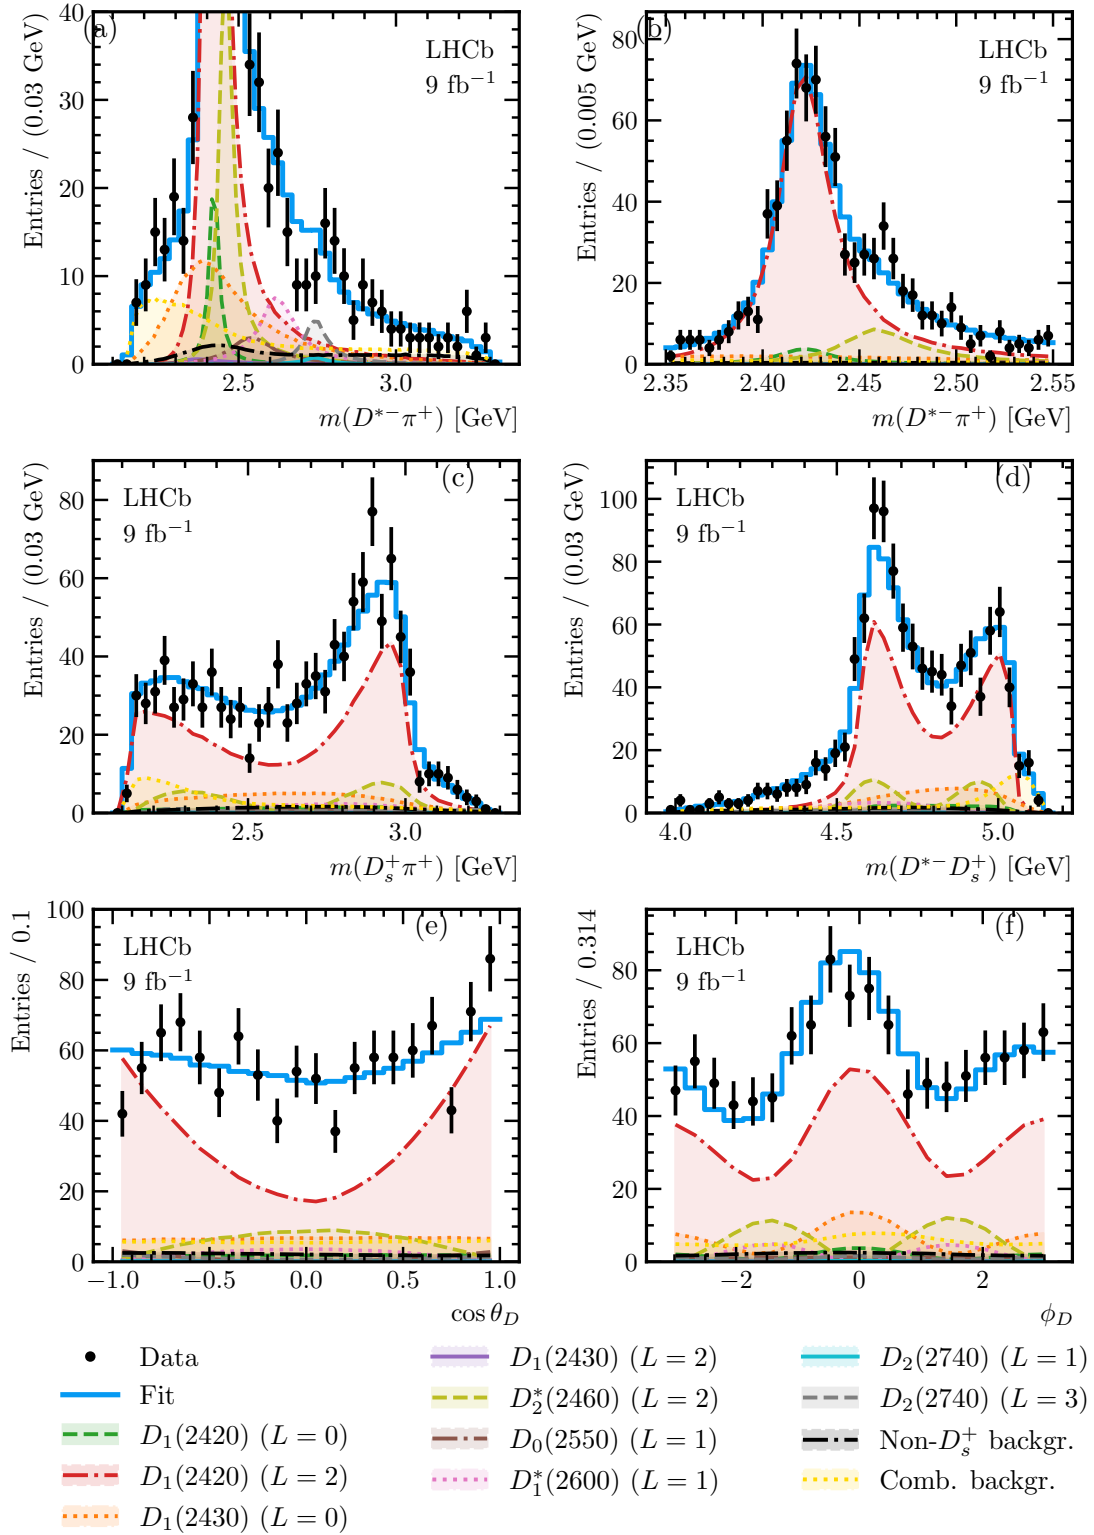 (a)
LHCb
9 fb⁻¹
Entries / (0.03 GeV)
40
30
20
10
0
2.5
3.0
m(D*⁻π⁺) [GeV]
(b)
LHCb
9 fb⁻¹
Entries / (0.005 GeV)
80
60
40
20
0
2.35
2.40
2.45
2.50
2.55
m(D*⁻π⁺) [GeV]
(c)
LHCb
9 fb⁻¹
Entries / (0.03 GeV)
80
60
40
20
0
2.5
3.0
m(Dₛ⁺π⁺) [GeV]
(d)
LHCb
9 fb⁻¹
Entries / (0.03 GeV)
100
80
60
40
20
0
4.0
4.5
5.0
m(D*⁻Dₛ⁺) [GeV]
(e)
LHCb
9 fb⁻¹
Entries / 0.1
100
80
60
40
20
0
−1.0
−0.5
0.0
0.5
1.0
cos θ_D
(f)
LHCb
9 fb⁻¹
Entries / 0.314
80
60
40
20
0
−2
0
2
ϕ_D
Data
Fit
D₁(2420) (L = 0)
D₁(2420) (L = 2)
D₁(2430) (L = 0)
D₁(2430) (L = 2)
D₂*(2460) (L = 2)
D₀(2550) (L = 1)
D₁*(2600) (L = 1)
D₂(2740) (L = 1)
D₂(2740) (L = 3)
Non-Dₛ⁺ backgr.
Comb. backgr.